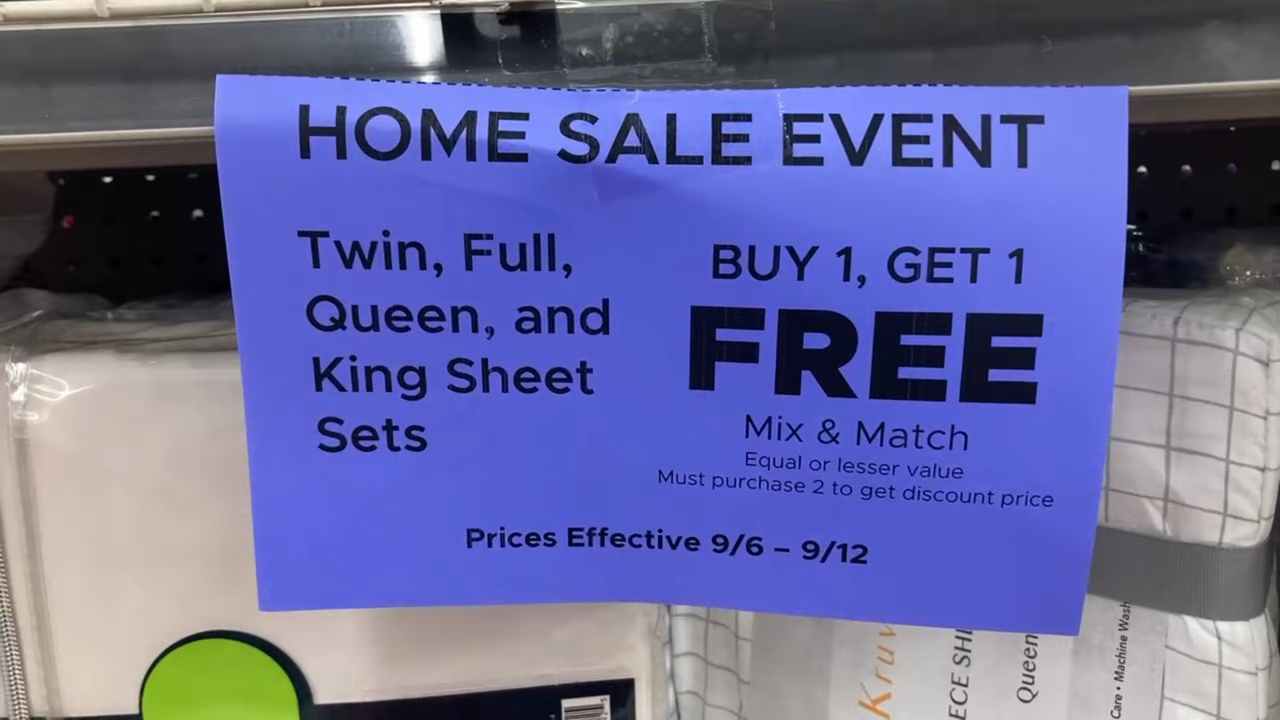 HOME SALE EVENT
Twin, Full,
Queen, and
King Sheet
Sets
BUY 1, GET 1
FREE
Mix & Match
Equal or lesser value
Must purchase 2 to get discount price
Prices Effective 9/6 – 9/12
Queen
Care • Machine Wash